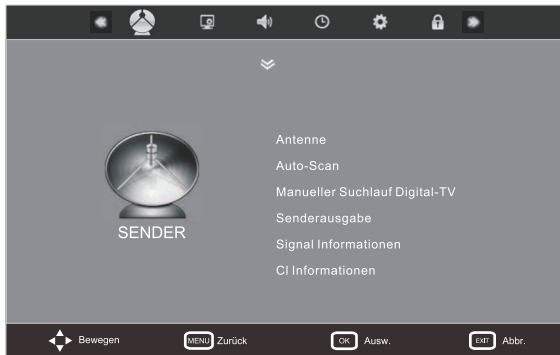 Antenne
Auto-Scan
Manueller Suchlauf Digital-TV
Senderausgabe
Signal Informationen
CI Informationen
SENDER
Bewegen MENU Zurück OK Ausw. EXIT Abbr.